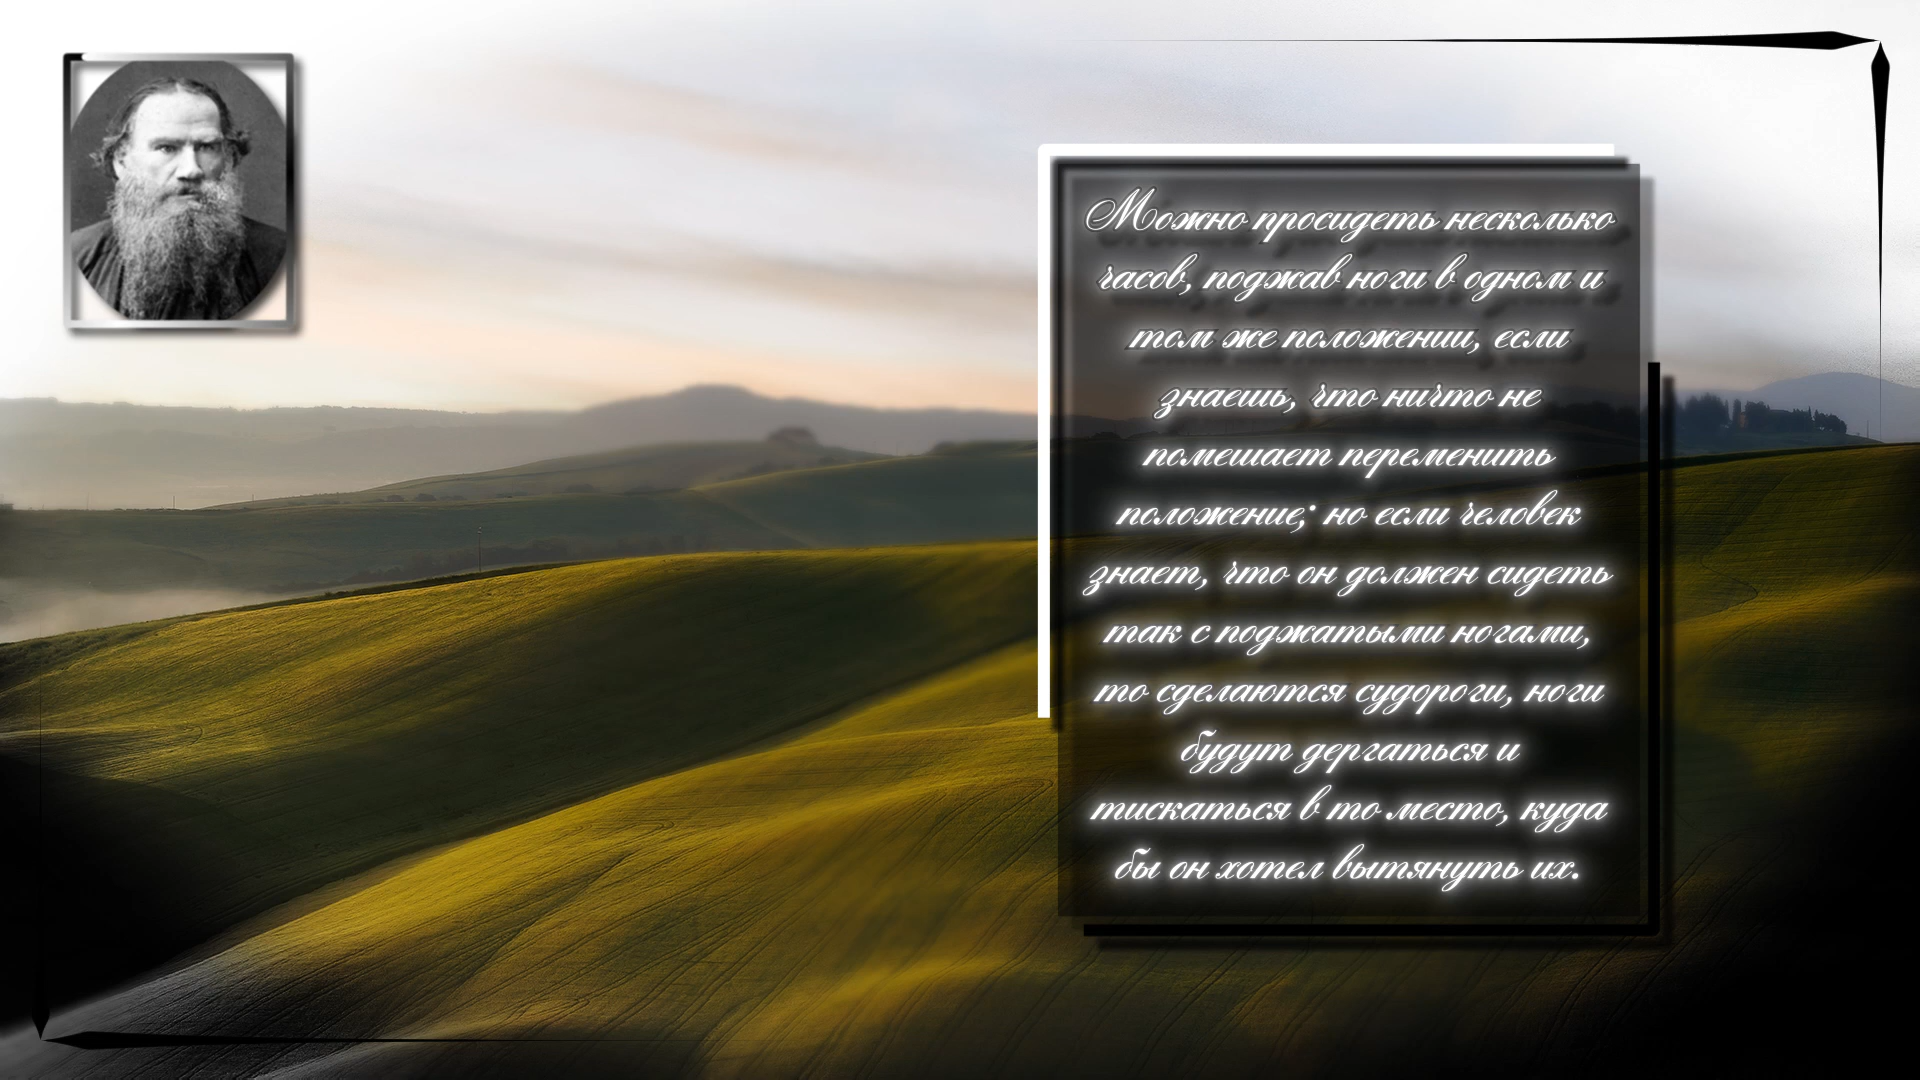 Можно просидеть несколько
часов, поджав ноги в одном и
том же положении, если
знаешь, что ничто не
помешает переменить
положение; но если человек
знает, что он должен сидеть
так с поджатыми ногами,
то сделаются судороги, ноги
будут дергаться и
тискаться в то место, куда
бы он хотел вытянуть их.